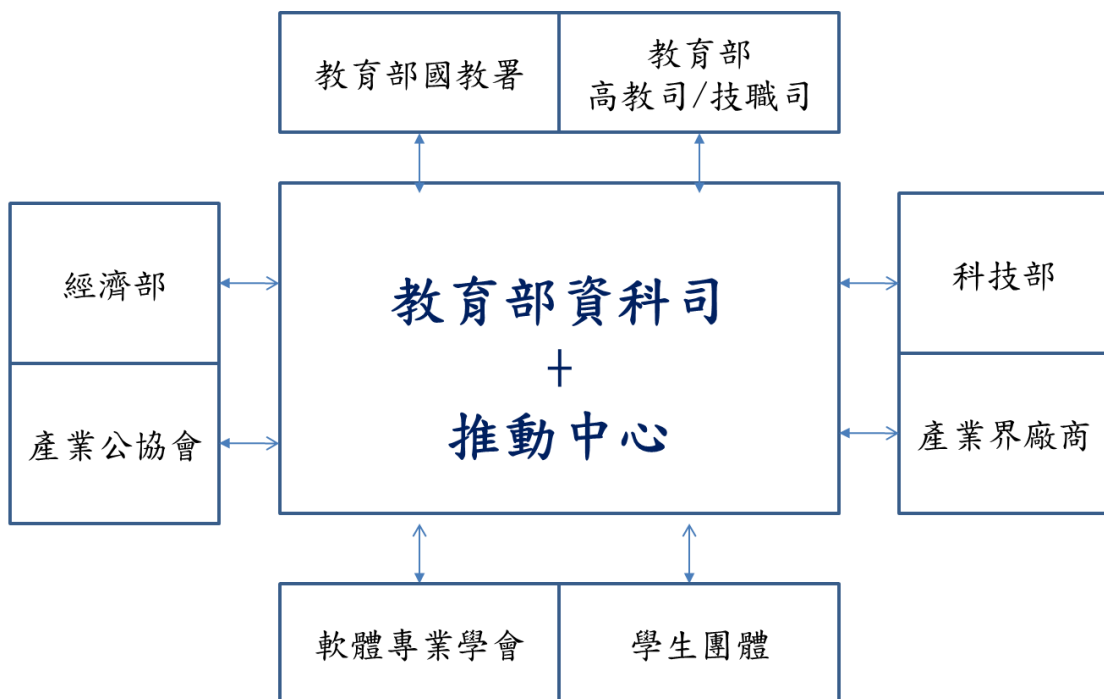 教育部國教署
教育部
高教司/技職司
經濟部
教育部資科司
+
推動中心
科技部
產業公協會
產業界廠商
軟體專業學會
學生團體